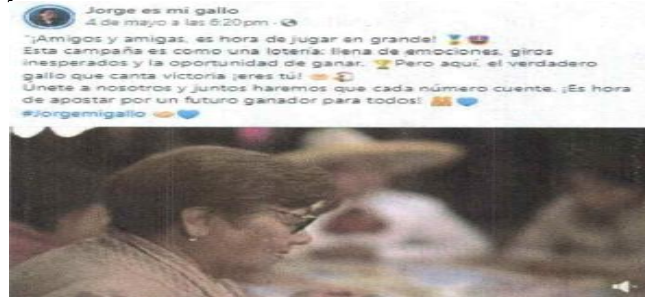 Jorge es mi gallo
4 de mayo a las 6:20pm ·
"¡Amigos y amigas, es hora de jugar en grande!
Esta campaña es como una lotería: llena de emociones, giros
inesperados y la oportunidad de ganar. Pero aquí, el verdadero
gallo que canta victoria ¡eres tú!
Únete a nosotros y juntos haremos que cada número cuente. ¡Es hora
de apostar por un futuro ganador para todos!
#Jorgemigallo